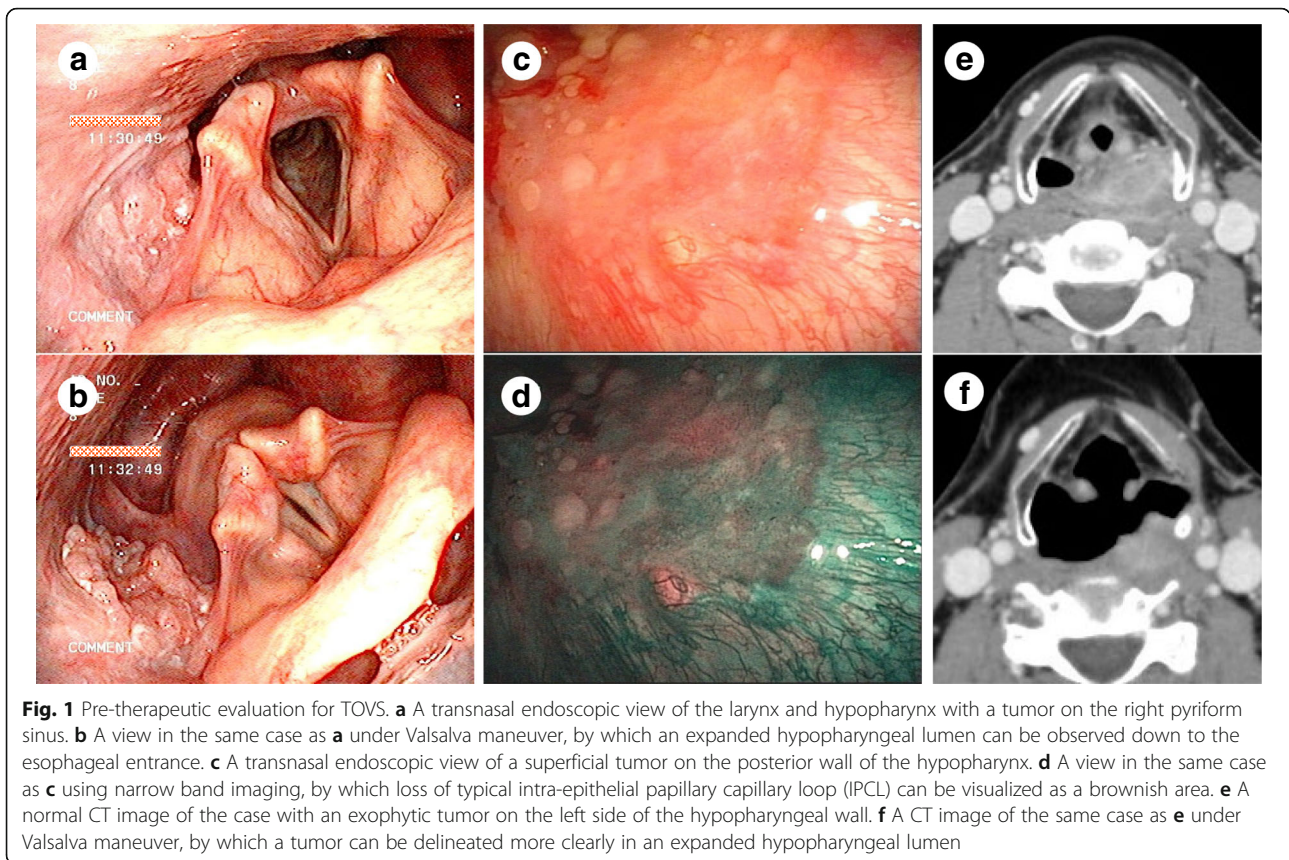 a
NO.
8
11:30:49
COMMENT
b
NO.
E
8
11:32:49
COMMENT
c
d
e
f
Fig. 1 Pre-therapeutic evaluation for TOVS. a A transnasal endoscopic view of the larynx and hypopharynx with a tumor on the right pyriform
sinus. b A view in the same case as a under Valsalva maneuver, by which an expanded hypopharyngeal lumen can be observed down to the
esophageal entrance. c A transnasal endoscopic view of a superficial tumor on the posterior wall of the hypopharynx. d A view in the same case
as c using narrow band imaging, by which loss of typical intra-epithelial papillary capillary loop (IPCL) can be visualized as a brownish area. e A
normal CT image of the case with an exophytic tumor on the left side of the hypopharyngeal wall. f A CT image of the same case as e under
Valsalva maneuver, by which a tumor can be delineated more clearly in an expanded hypopharyngeal lumen